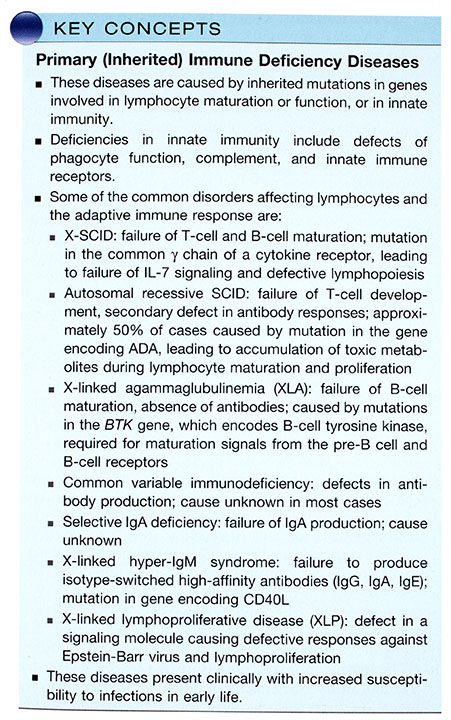 KEY CONCEPTS
Primary (Inherited) Immune Deficiency Diseases
■ These diseases are caused by inherited mutations in genes
involved in lymphocyte maturation or function, or in innate
immunity.
■ Deficiencies in innate immunity include defects of
phagocyte function, complement, and innate immune
receptors.
■ Some of the common disorders affecting lymphocytes and
the adaptive immune response are:
■ X-SCID: failure of T-cell and B-cell maturation; mutation
in the common γ chain of a cytokine receptor, leading
to failure of IL-7 signaling and defective lymphopoiesis
■ Autosomal recessive SCID: failure of T-cell develop-
ment, secondary defect in antibody responses; approxi-
mately 50% of cases caused by mutation in the gene
encoding ADA, leading to accumulation of toxic metab-
olites during lymphocyte maturation and proliferation
■ X-linked agammaglubulinemia (XLA): failure of B-cell
maturation, absence of antibodies; caused by mutations
in the BTK gene, which encodes B-cell tyrosine kinase,
required for maturation signals from the pre-B cell and
B-cell receptors
■ Common variable immunodeficiency: defects in anti-
body production; cause unknown in most cases
■ Selective IgA deficiency: failure of IgA production; cause
unknown
■ X-linked hyper-IgM syndrome: failure to produce
isotype-switched high-affinity antibodies (IgG, IgA, IgE);
mutation in gene encoding CD40L
■ X-linked lymphoproliferative disease (XLP): defect in a
signaling molecule causing defective responses against
Epstein-Barr virus and lymphoproliferation
■ These diseases present clinically with increased suscepti-
bility to infections in early life.